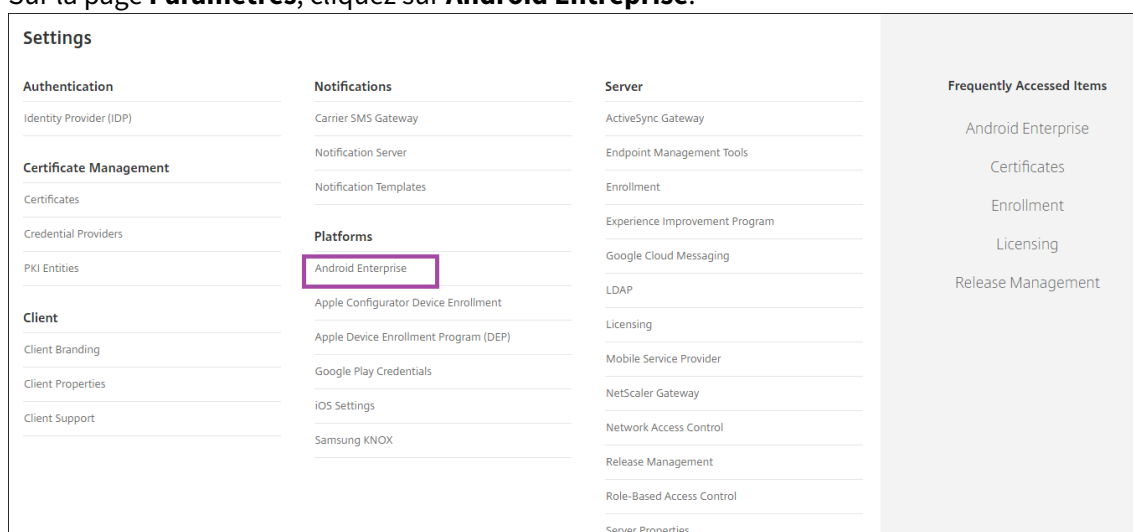 Sur la page Paramètres, cliquez sur Android Entreprise.
Settings
Authentication
Identity Provider (IDP)
Certificate Management
Certificates
Credential Providers
PKI Entities
Client
Client Branding
Client Properties
Client Support
Notifications
Carrier SMS Gateway
Notification Server
Notification Templates
Platforms
Android Enterprise
Apple Configurator Device Enrollment
Apple Device Enrollment Program (DEP)
Google Play Credentials
iOS Settings
Samsung KNOX
Server
ActiveSync Gateway
Endpoint Management Tools
Enrollment
Experience Improvement Program
Google Cloud Messaging
LDAP
Licensing
Mobile Service Provider
NetScaler Gateway
Network Access Control
Release Management
Role-Based Access Control
Server Properties
Frequently Accessed Items
Android Enterprise
Certificates
Enrollment
Licensing
Release Management